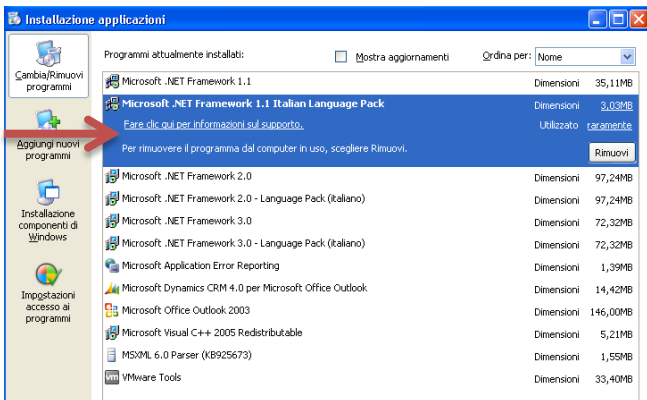 Installazione applicazioni
Cambia/Rimuovi
programmi
Aggiungi nuovi
programmi
Installazione
componenti di
Windows
Impostazioni
accesso ai
programmi
Programmi attualmente installati:
Mostra aggiornamenti
Ordina per: Nome
Microsoft .NET Framework 1.1 Dimensioni 35,11MB
Microsoft .NET Framework 1.1 Italian Language Pack Dimensioni 3,03MB
Fare clic qui per informazioni sul supporto. Utilizzato raramente
Per rimuovere il programma dal computer in uso, scegliere Rimuovi. Rimuovi
Microsoft .NET Framework 2.0 Dimensioni 97,24MB
Microsoft .NET Framework 2.0 - Language Pack (italiano) Dimensioni 97,24MB
Microsoft .NET Framework 3.0 Dimensioni 72,32MB
Microsoft .NET Framework 3.0 - Language Pack (italiano) Dimensioni 72,32MB
Microsoft Application Error Reporting Dimensioni 1,39MB
Microsoft Dynamics CRM 4.0 per Microsoft Office Outlook Dimensioni 14,42MB
Microsoft Office Outlook 2003 Dimensioni 146,00MB
Microsoft Visual C++ 2005 Redistributable Dimensioni 5,21MB
MSXML 6.0 Parser (KB925673) Dimensioni 1,55MB
vm VMware Tools Dimensioni 33,40MB